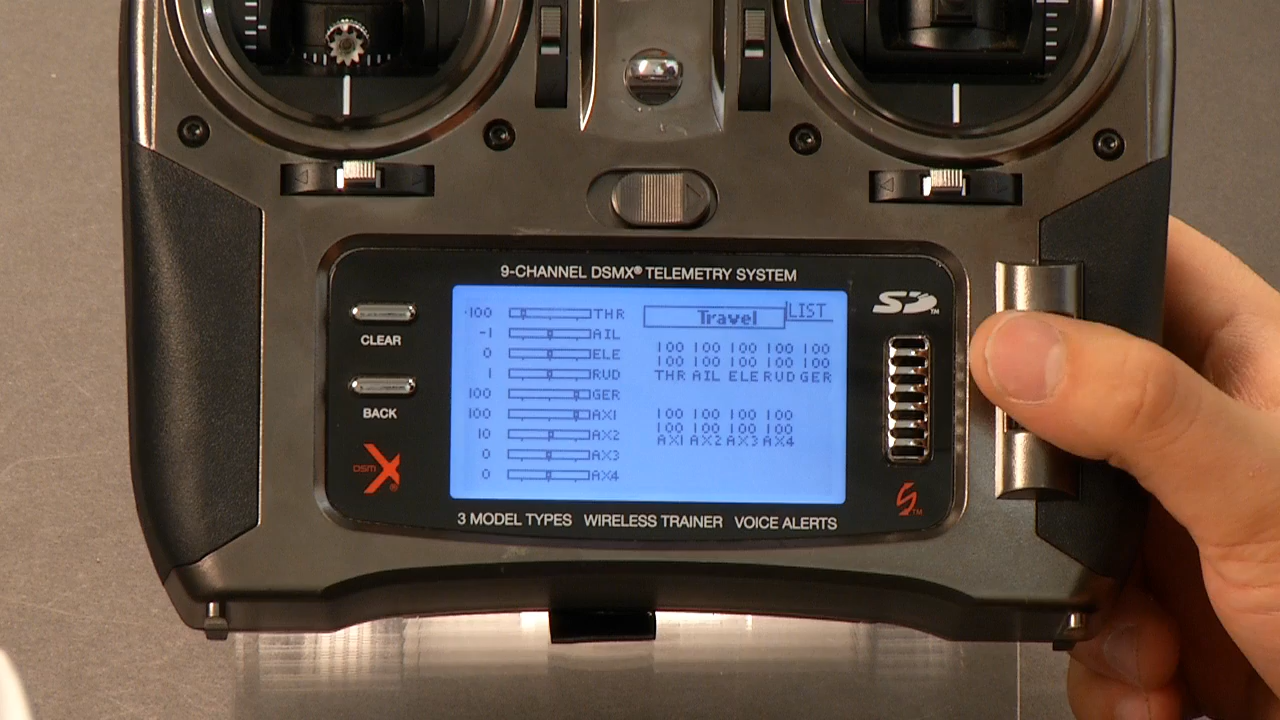 9-CHANNEL DSMX® TELEMETRY SYSTEM
CLEAR
BACK
DSMX®
-100 THR
-1 AIL
0 ELE
1 RUD
100 GER
100 AX1
10 AX2
0 AX3
0 AX4
Travel LIST
100 100 100 100 100
100 100 100 100 100
THR AIL ELE RUD GER
100 100 100 100
100 100 100 100
AX1 AX2 AX3 AX4
SD™
S™
3 MODEL TYPES WIRELESS TRAINER VOICE ALERTS